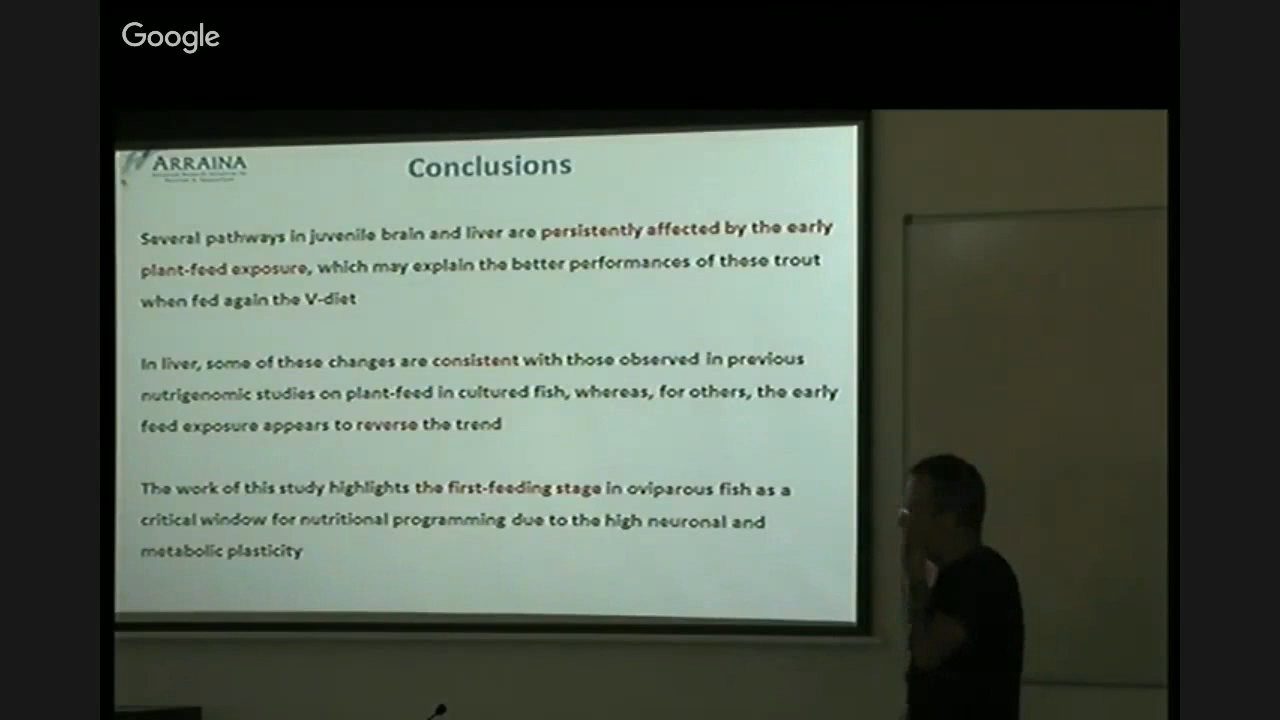 Google
ARRAINA
Conclusions
Several pathways in juvenile brain and liver are persistently affected by the early
plant-feed exposure, which may explain the better performances of these trout
when fed again the V-diet
In liver, some of these changes are consistent with those observed in previous
nutrigenomic studies on plant-feed in cultured fish, whereas, for others, the early
feed exposure appears to reverse the trend
The work of this study highlights the first-feeding stage in oviparous fish as a
critical window for nutritional programming due to the high neuronal and
metabolic plasticity